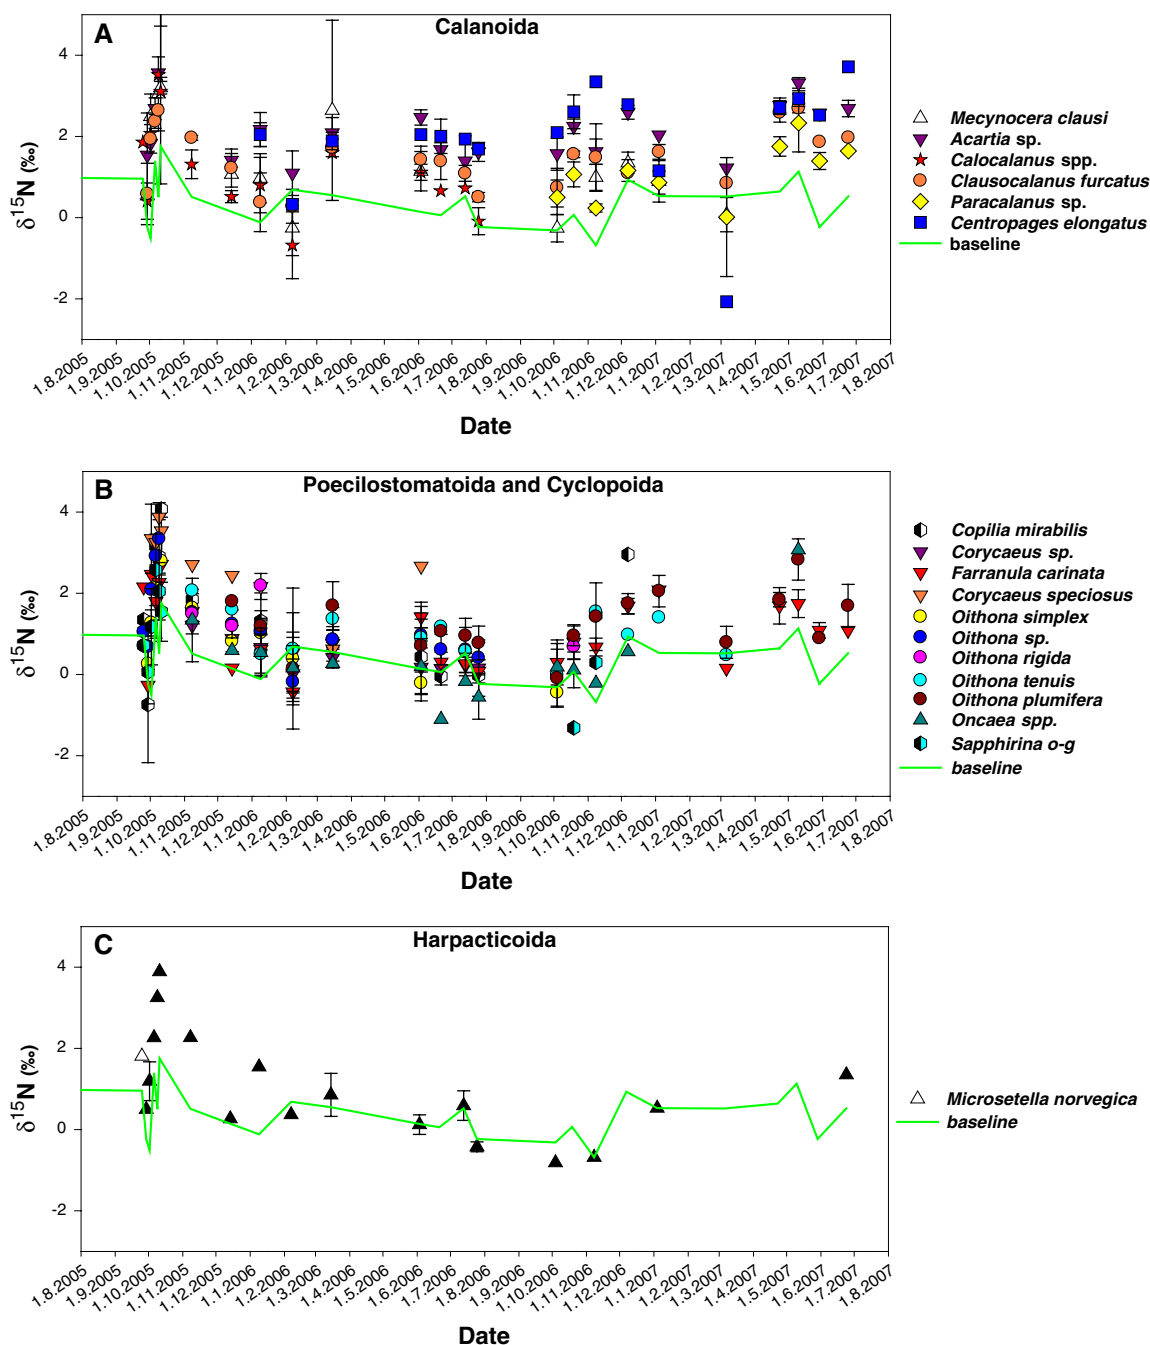 A
Calanoida
4
2
0
-2
δ15N (‰)
1.8.2005
1.9.2005
1.10.2005
1.11.2005
1.12.2005
1.1.2006
1.2.2006
1.3.2006
1.4.2006
1.5.2006
1.6.2006
1.7.2006
1.8.2006
1.9.2006
1.10.2006
1.11.2006
1.12.2006
1.1.2007
1.2.2007
1.3.2007
1.4.2007
1.5.2007
1.6.2007
1.7.2007
1.8.2007
Date
Mecynocera clausi
Acartia sp.
Calocalanus spp.
Clausocalanus furcatus
Paracalanus sp.
Centropages elongatus
baseline
B
Poecilostomatoida and Cyclopoida
4
2
0
-2
δ15N (‰)
1.8.2005
1.9.2005
1.10.2005
1.11.2005
1.12.2005
1.1.2006
1.2.2006
1.3.2006
1.4.2006
1.5.2006
1.6.2006
1.7.2006
1.8.2006
1.9.2006
1.10.2006
1.11.2006
1.12.2006
1.1.2007
1.2.2007
1.3.2007
1.4.2007
1.5.2007
1.6.2007
1.7.2007
1.8.2007
Date
Copilia mirabilis
Corycaeus sp.
Farranula carinata
Corycaeus speciosus
Oithona simplex
Oithona sp.
Oithona rigida
Oithona tenuis
Oithona plumifera
Oncaea spp.
Sapphirina o-g
baseline
C
Harpacticoida
4
2
0
-2
δ15N (‰)
1.8.2005
1.9.2005
1.10.2005
1.11.2005
1.12.2005
1.1.2006
1.2.2006
1.3.2006
1.4.2006
1.5.2006
1.6.2006
1.7.2006
1.8.2006
1.9.2006
1.10.2006
1.11.2006
1.12.2006
1.1.2007
1.2.2007
1.3.2007
1.4.2007
1.5.2007
1.6.2007
1.7.2007
1.8.2007
Date
Microsetella norvegica
baseline